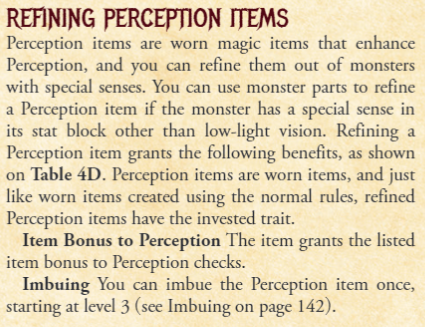 REFINING PERCEPTION ITEMS
Perception items are worn magic items that enhance
Perception, and you can refine them out of monsters
with special senses. You can use monster parts to refine
a Perception item if the monster has a special sense in
its stat block other than low-light vision. Refining a
Perception item grants the following benefits, as shown
on Table 4D. Perception items are worn items, and just
like worn items created using the normal rules, refined
Perception items have the invested trait.
Item Bonus to Perception The item grants the listed
item bonus to Perception checks.
Imbuing You can imbue the Perception item once,
starting at level 3 (see Imbuing on page 142).